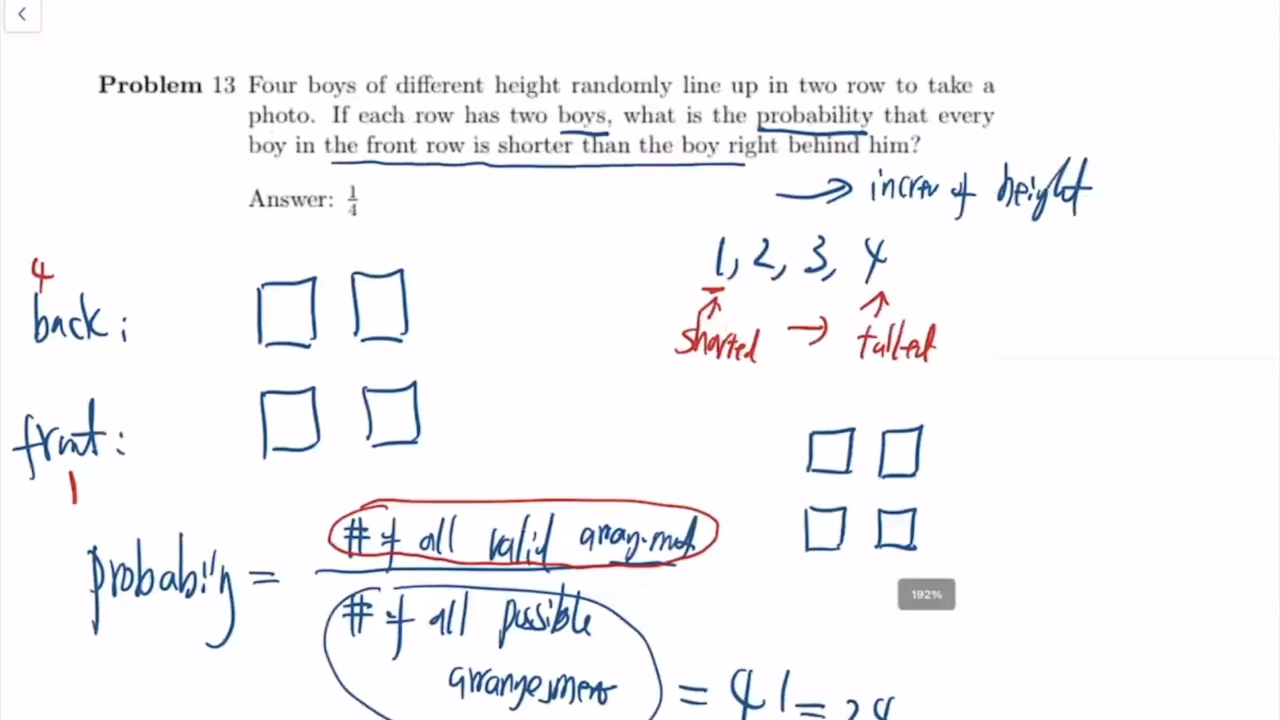 Problem 13 Four boys of different height randomly line up in two row to take a
photo. If each row has two boys, what is the probability that every
boy in the front row is shorter than the boy right behind him?
Answer: 1/4
→ incre of height
1, 2, 3, 4
shorted → tallest
4
back:
front:
1
probability = # of all valid
# of all possible
= 4! = 24
192%